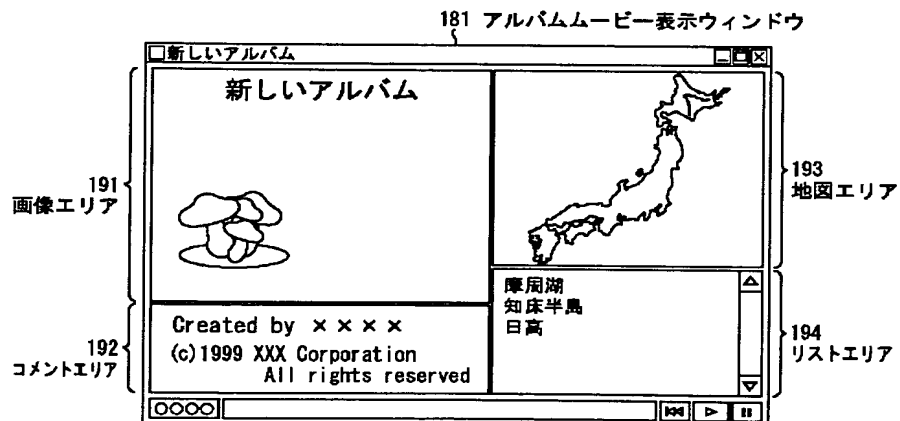 181 アルバムムービー表示ウィンドウ
新しいアルバム
新しいアルバム
191
画像エリア
193
地図エリア
摩周湖
知床半島
日高
Created by ××××
(c)1999 XXX Corporation
All rights reserved
192
コメントエリア
194
リストエリア
○○○○